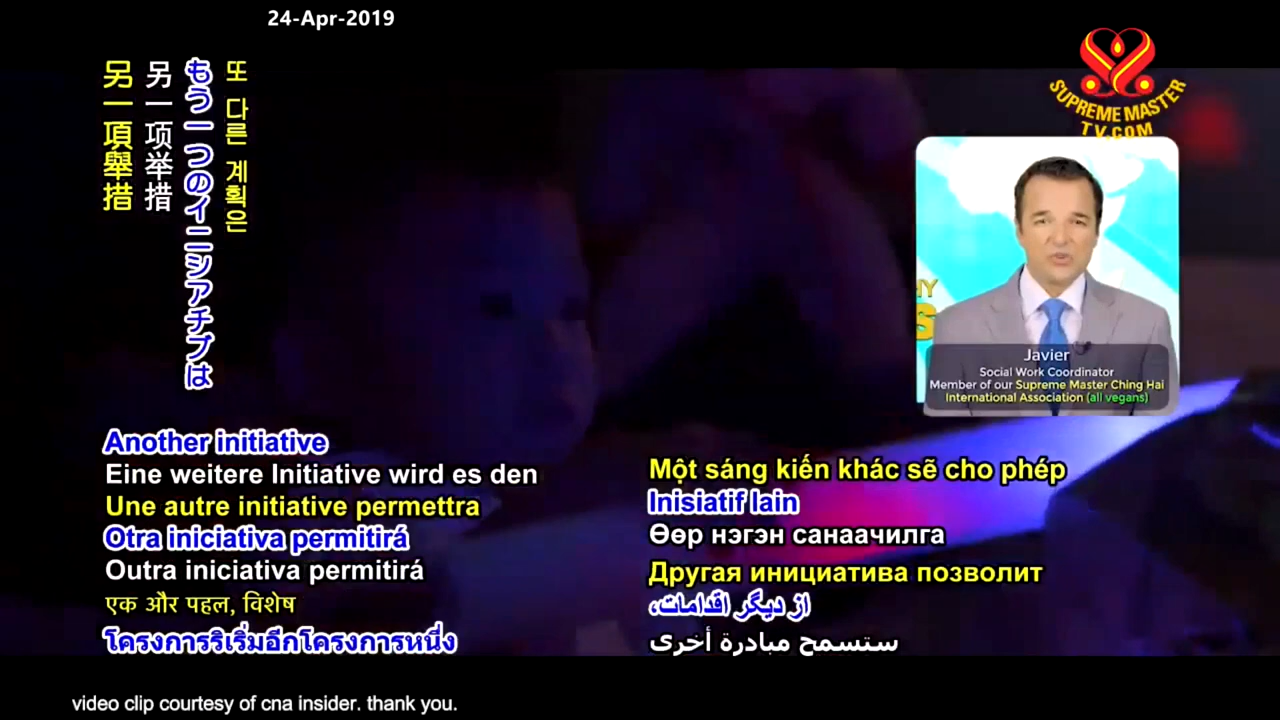 24-Apr-2019
SUPREME MASTER
TV.COM
另一項舉措
另一项举措
もう一つのイニシアチブは
또 다른 계획은
NY
S
Javier
Social Work Coordinator
Member of our Supreme Master Ching Hai
International Association (all vegans)
Another initiative
Eine weitere Initiative wird es den
Une autre initiative permettra
Otra iniciativa permitirá
Outra iniciativa permitirá
एक और पहल, विशेष
โครงการริเริ่มอีกโครงการหนึ่ง
Một sáng kiến khác sẽ cho phép
Inisiatif lain
Өөр нэгэн санаачилга
Другая инициатива позволит
از دیگر اقدامات،
ستسمح مبادرة أخرى
video clip courtesy of cna insider. thank you.